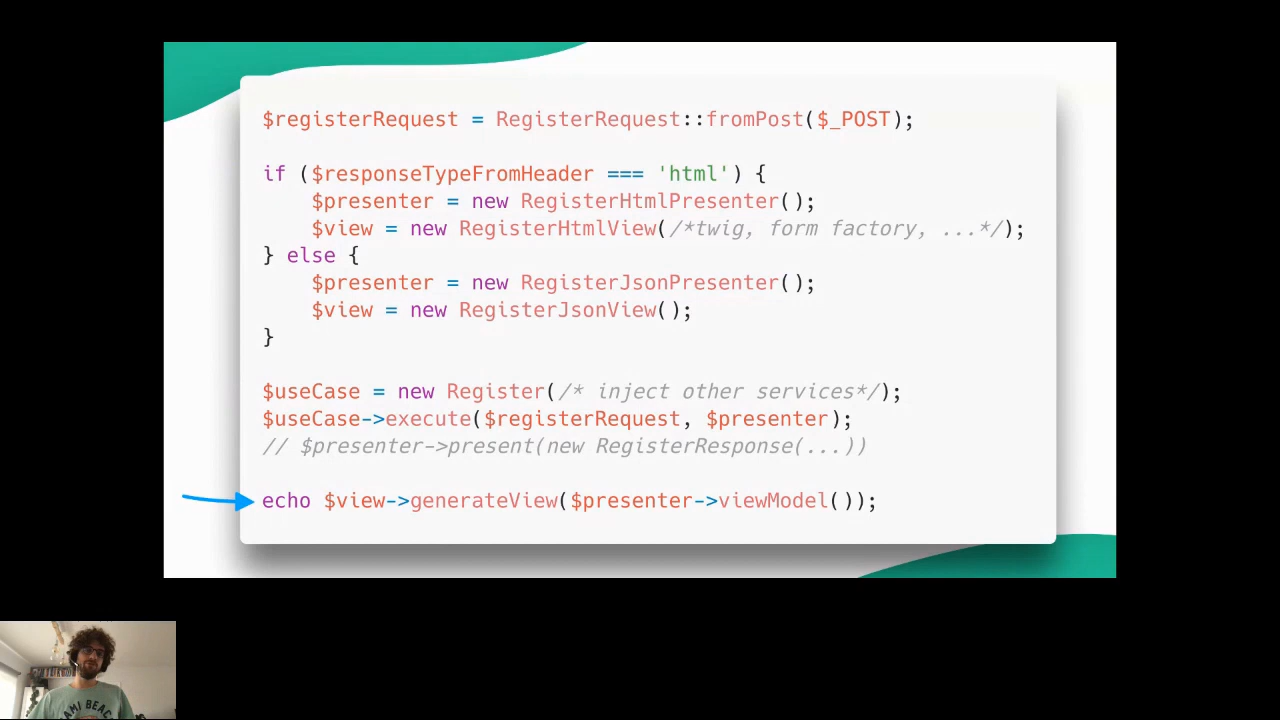 $registerRequest = RegisterRequest::fromPost($_POST);
if ($responseTypeFromHeader === 'html') {
    $presenter = new RegisterHtmlPresenter();
    $view = new RegisterHtmlView(/*twig, form factory, ...*/);
} else {
    $presenter = new RegisterJsonPresenter();
    $view = new RegisterJsonView();
}
$useCase = new Register(/* inject other services*/);
$useCase->execute($registerRequest, $presenter);
// $presenter->present(new RegisterResponse(...))
echo $view->generateView($presenter->viewModel());
AMI BEAC